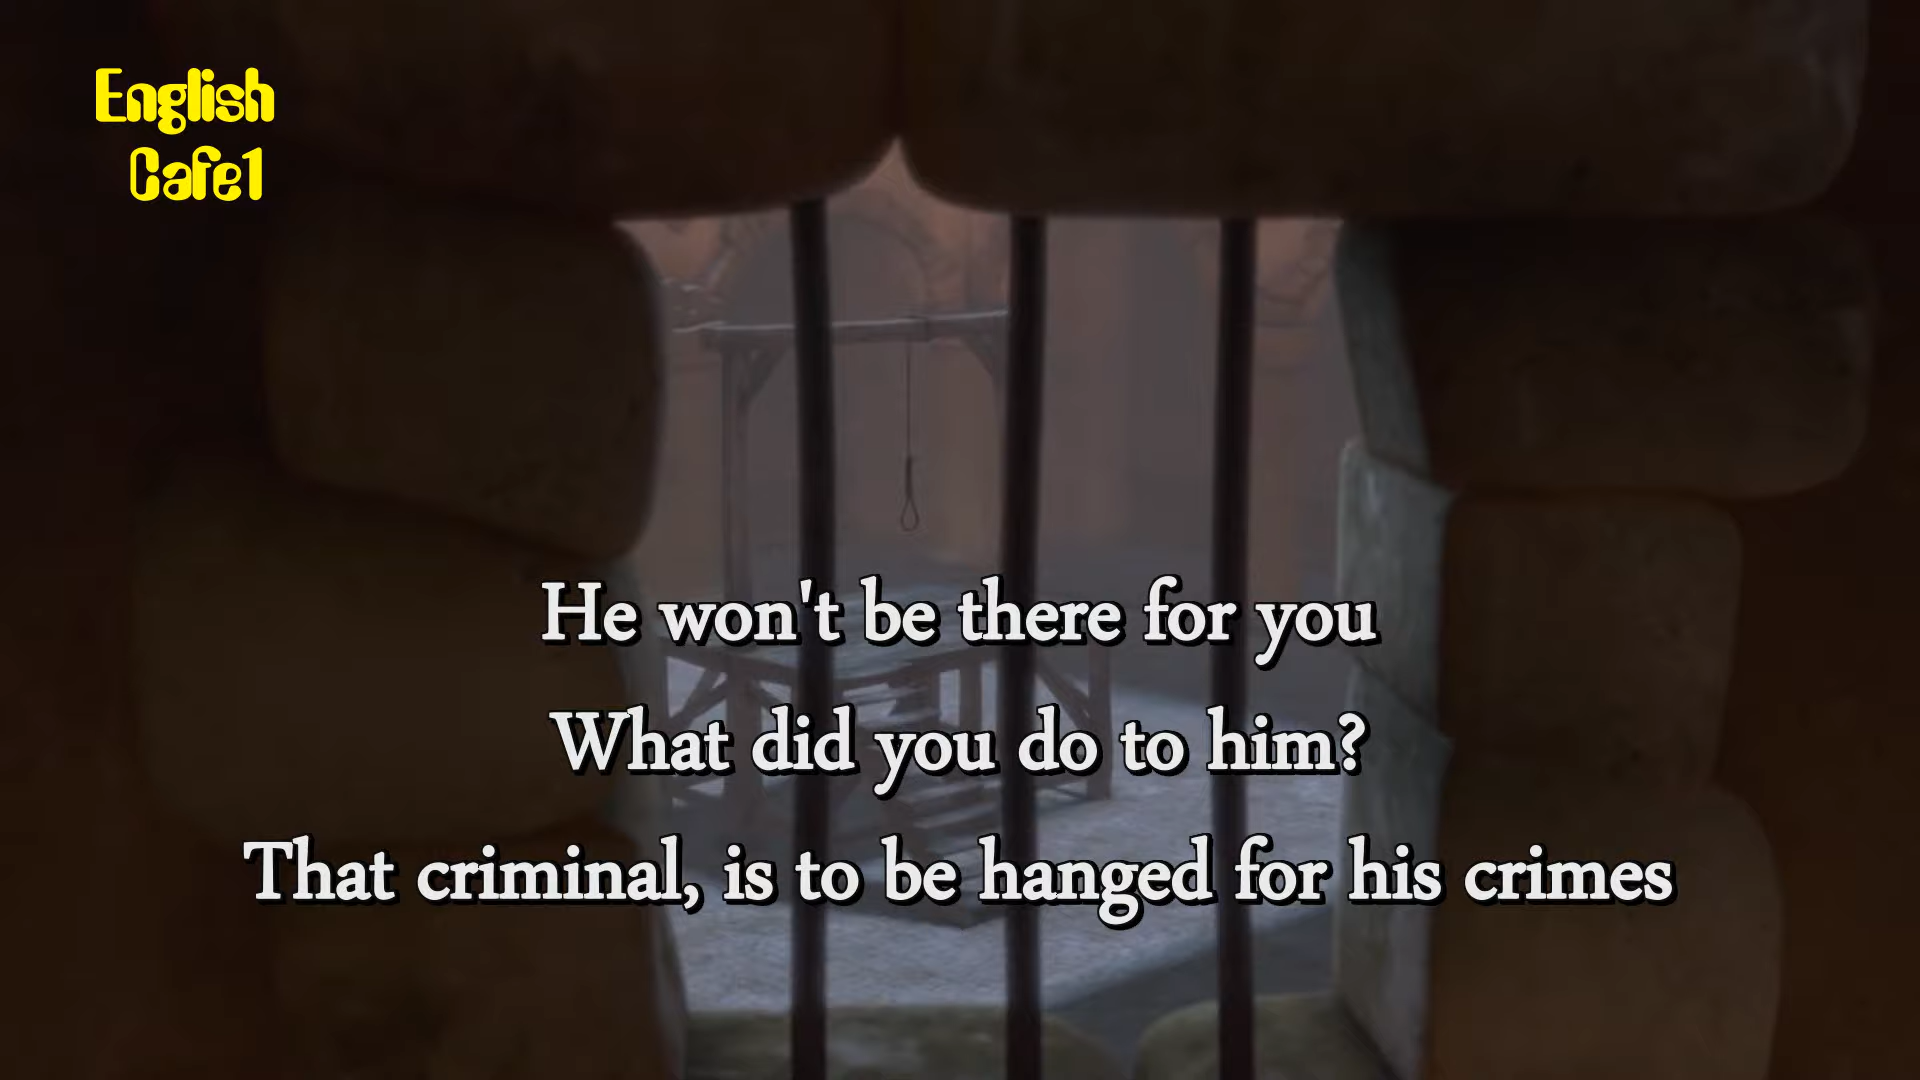 English
Cafe1
He won't be there for you
What did you do to him?
That criminal, is to be hanged for his crimes